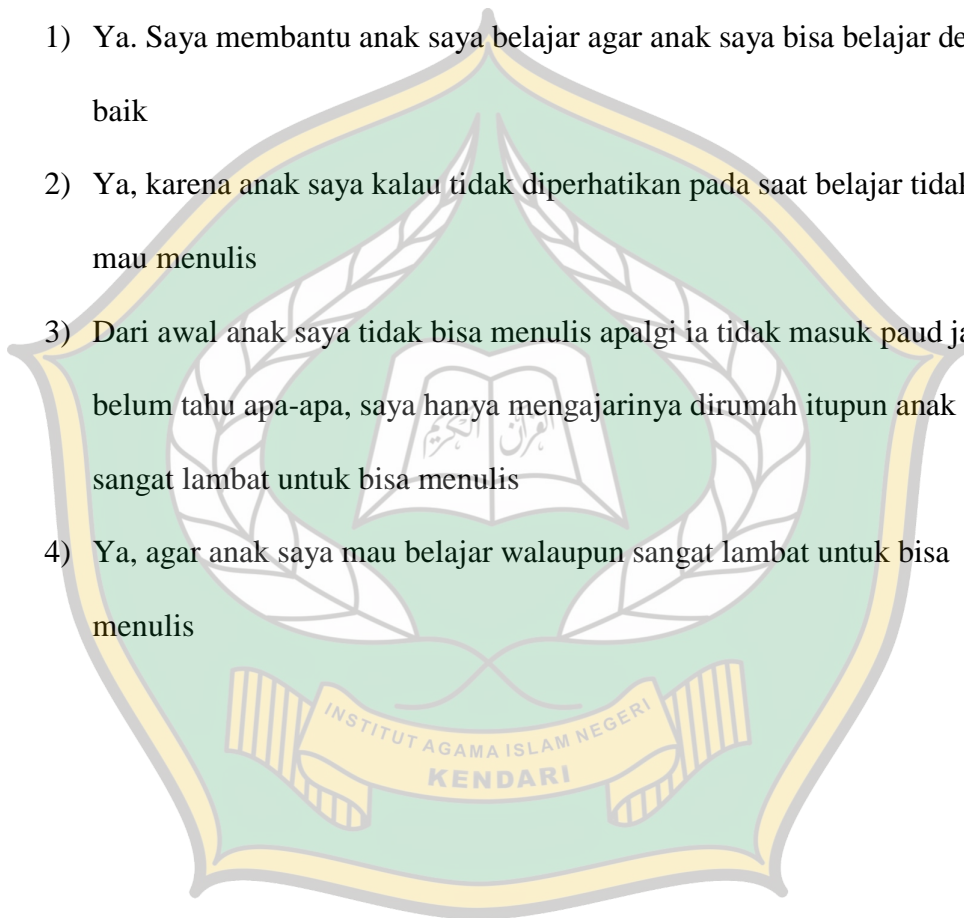 1) Ya. Saya membantu anak saya belajar agar anak saya bisa belajar de
baik
2) Ya, karena anak saya kalau tidak diperhatikan pada saat belajar tidak
mau menulis
3) Dari awal anak saya tidak bisa menulis apalgi ia tidak masuk paud ja
belum tahu apa-apa, saya hanya mengajarinya dirumah itupun anak
القرآن الكريم
sangat lambat untuk bisa menulis
4) Ya, agar anak saya mau belajar walaupun sangat lambat untuk bisa
menulis
INSTITUT AGAMA ISLAM NEGERI
KENDARI